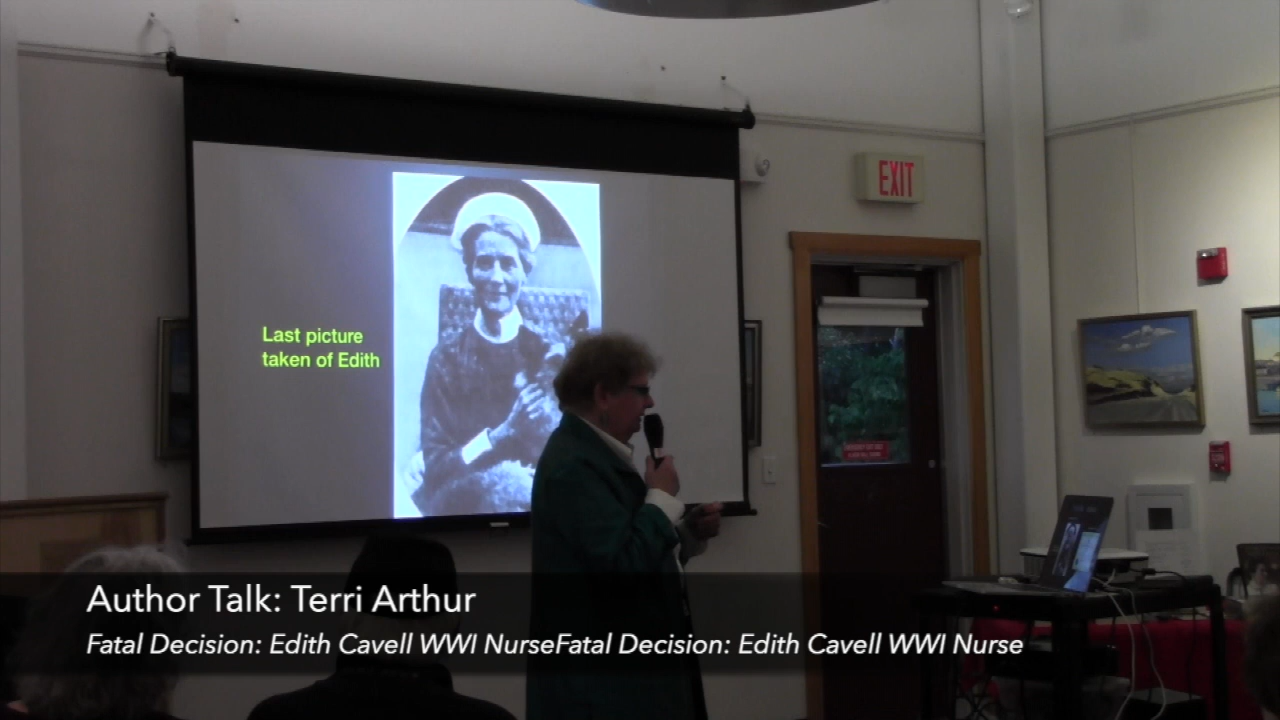 EXIT
Last picture
taken of Edith
Author Talk: Terri Arthur
Fatal Decision: Edith Cavell WWI NurseFatal Decision: Edith Cavell WWI Nurse